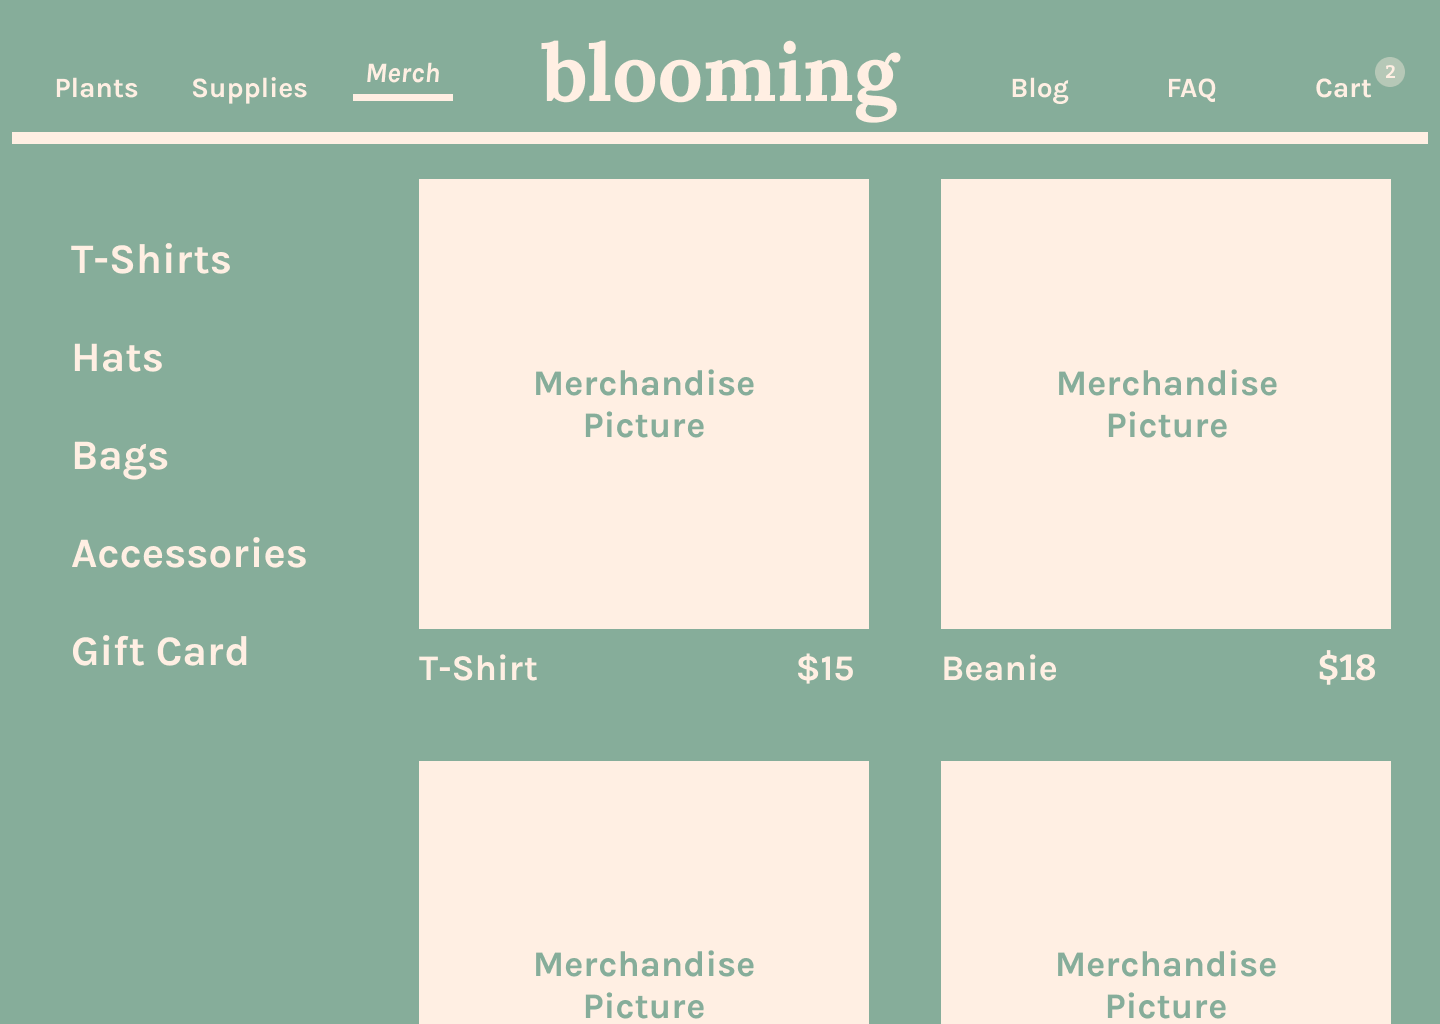 Plants
Supplies
Merch
blooming
Blog
FAQ
Cart
2
T-Shirts
Hats
Bags
Accessories
Gift Card
Merchandise
Picture
T-Shirt
$15
Merchandise
Picture
Beanie
$18
Merchandise
Picture
Merchandise
Picture